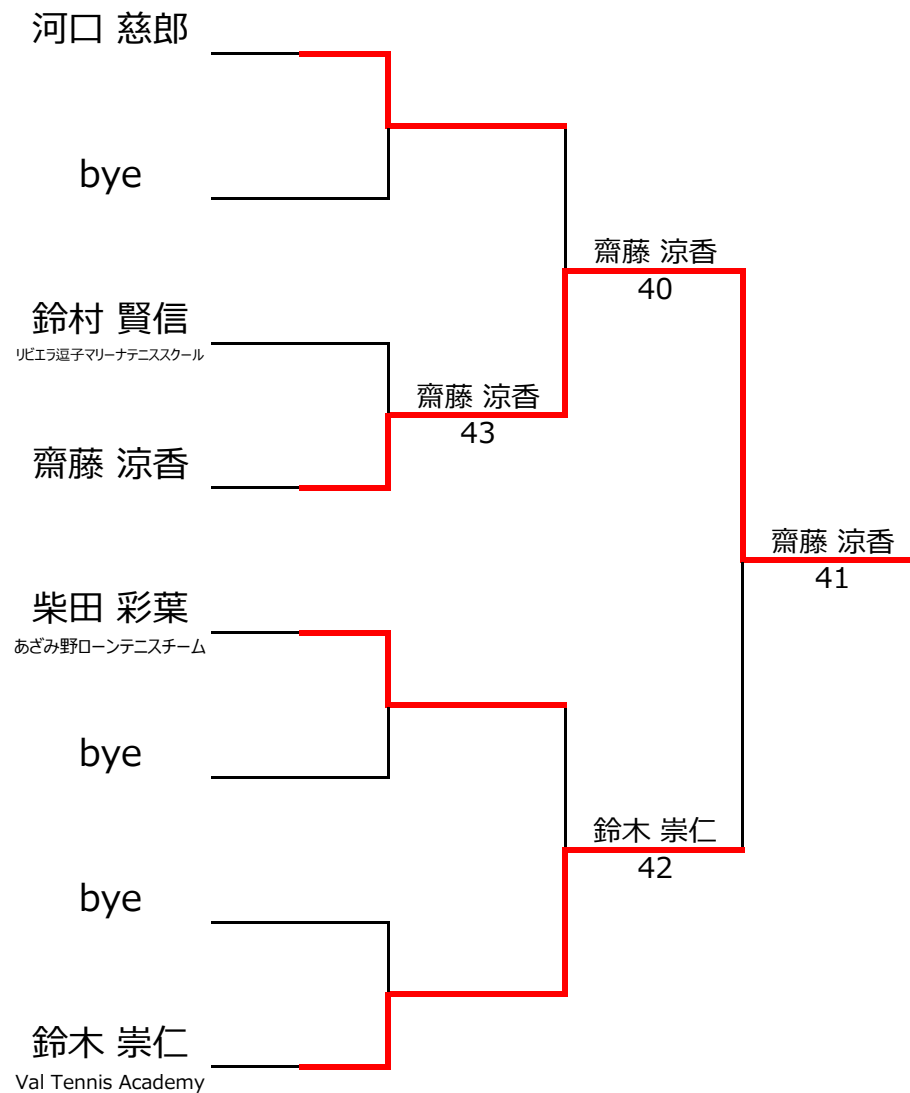 河口 慈郎
bye
鈴村 賢信
リビエラ逗子マリーナテニススクール
齋藤 涼香
柴田 彩葉
あざみ野ローンテニスチーム
bye
bye
鈴木 崇仁
Val Tennis Academy
齋藤 涼香
43
齋藤 涼香
40
鈴木 崇仁
42
齋藤 涼香
41